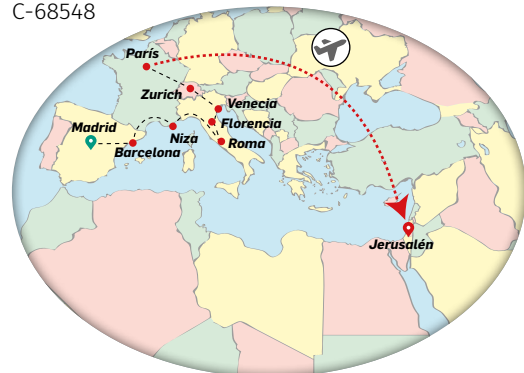 C-68548
París
Zurich
Venecia
Florencia
Madrid
Niza
Roma
Barcelona
Jerusalén